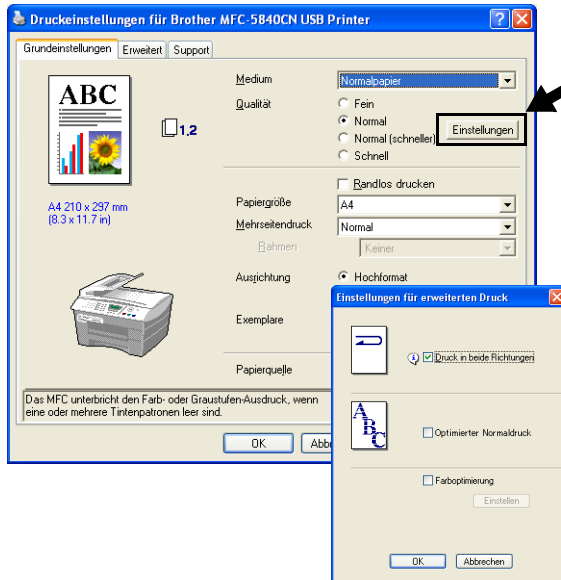 Druckeinstellungen für Brother MFC-5840CN USB Printer
Grundeinstellungen Erweitert Support
Medium Normalpapier
ABC
Qualität Fein
Normal
1.2
Einstellungen
Normal (schneller)
Schnell
Randlos drucken
A4 210 x 297 mm
(8.3 x 11.7 in)
Papiergröße A4
Mehrseitendruck Normal
Rahmen Keiner
Ausrichtung Hochformat
Exemplare
Papierquelle
Das MFC unterbricht den Farb- oder Graustufen-Ausdruck, wenn
eine oder mehrere Tintenpatronen leer sind.
OK
Einstellungen für erweiterten Druck
Druck in beide Richtungen
ABC
Optimierter Normaldruck
Farboptimierung
Einstellen
OK Abbrechen